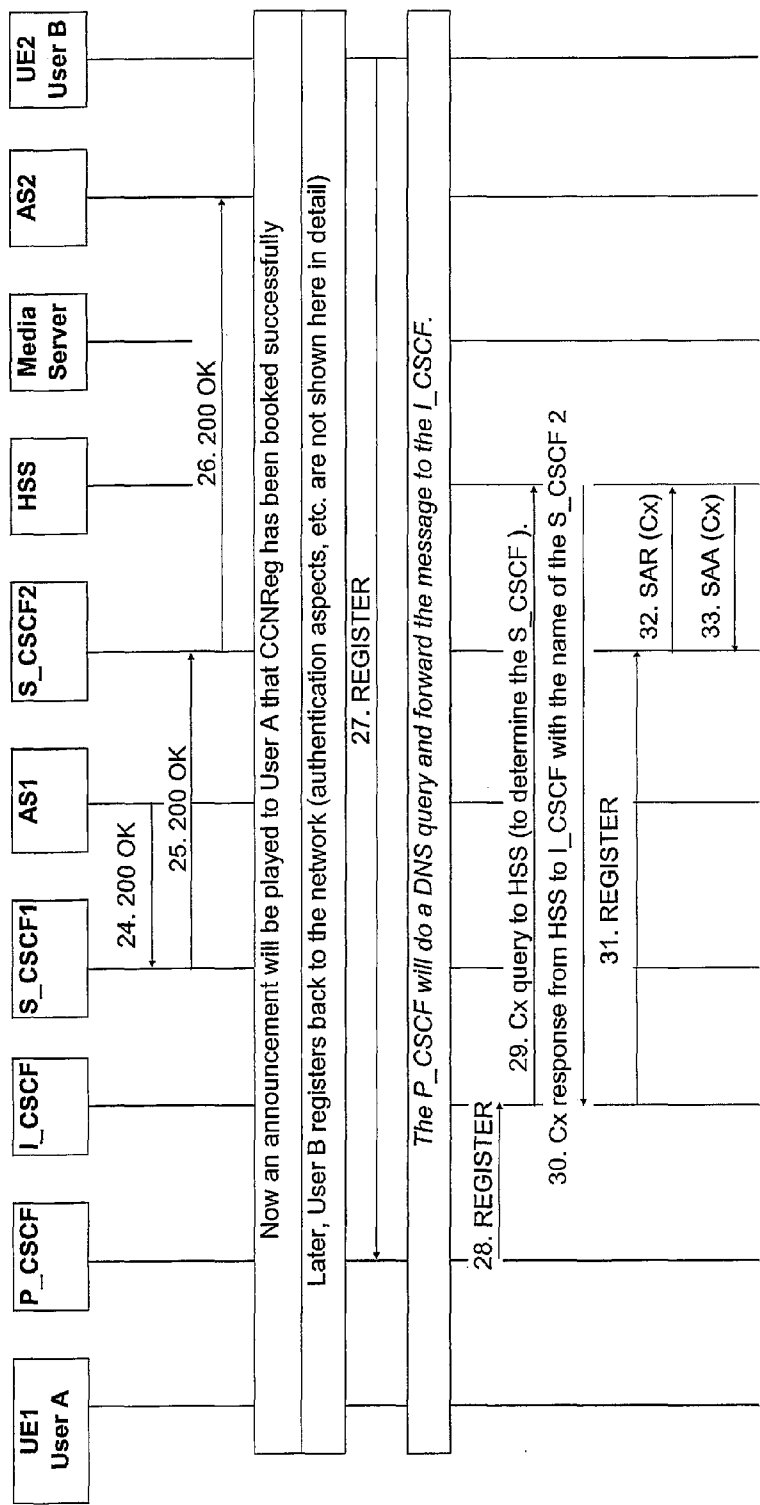 UE1
User A
P_CSCF
I_CSCF
S_CSCF1
AS1
S_CSCF2
HSS
Media
Server
AS2
UE2
User B
24. 200 OK
25. 200 OK
26. 200 OK
Now an announcement will be played to User A that CCNReg has been booked successfully
Later, User B registers back to the network (authentication aspects, etc. are not shown here in detail)
27. REGISTER
The P_CSCF will do a DNS query and forward the message to the I_CSCF.
28. REGISTER
29. Cx query to HSS (to determine the S_CSCF ).
30. Cx response from HSS to I_CSCF with the name of the S_CSCF 2
31. REGISTER
32. SAR (Cx)
33. SAA (Cx)